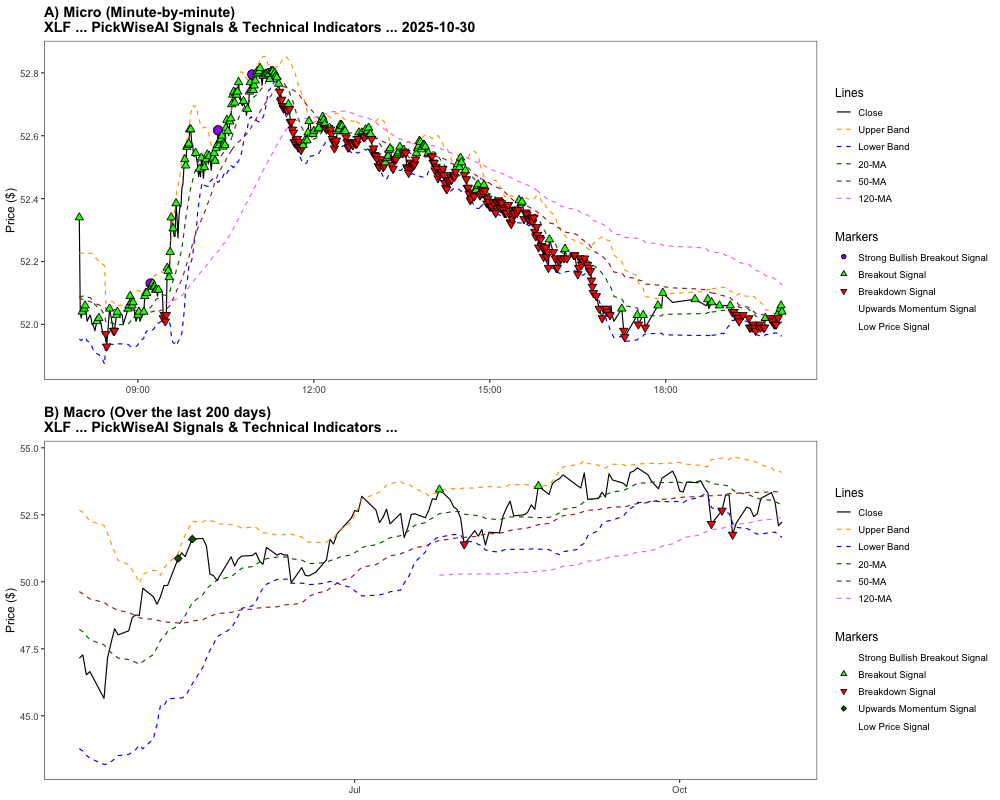 A) Micro (Minute-by-minute)
XLF ... PickWiseAI Signals & Technical Indicators ... 2025-10-30
Price ($)
52.8
52.6
52.4
52.2
52.0
09:00
12:00
15:00
18:00
Lines
Close
Upper Band
Lower Band
20-MA
50-MA
120-MA
Markers
Strong Bullish Breakout Signal
Breakout Signal
Breakdown Signal
Upwards Momentum Signal
Low Price Signal
B) Macro (Over the last 200 days)
XLF ... PickWiseAI Signals & Technical Indicators ...
Price ($)
55.0
52.5
50.0
47.5
45.0
Jul
Oct
Lines
Close
Upper Band
Lower Band
20-MA
50-MA
120-MA
Markers
Strong Bullish Breakout Signal
Breakout Signal
Breakdown Signal
Upwards Momentum Signal
Low Price Signal